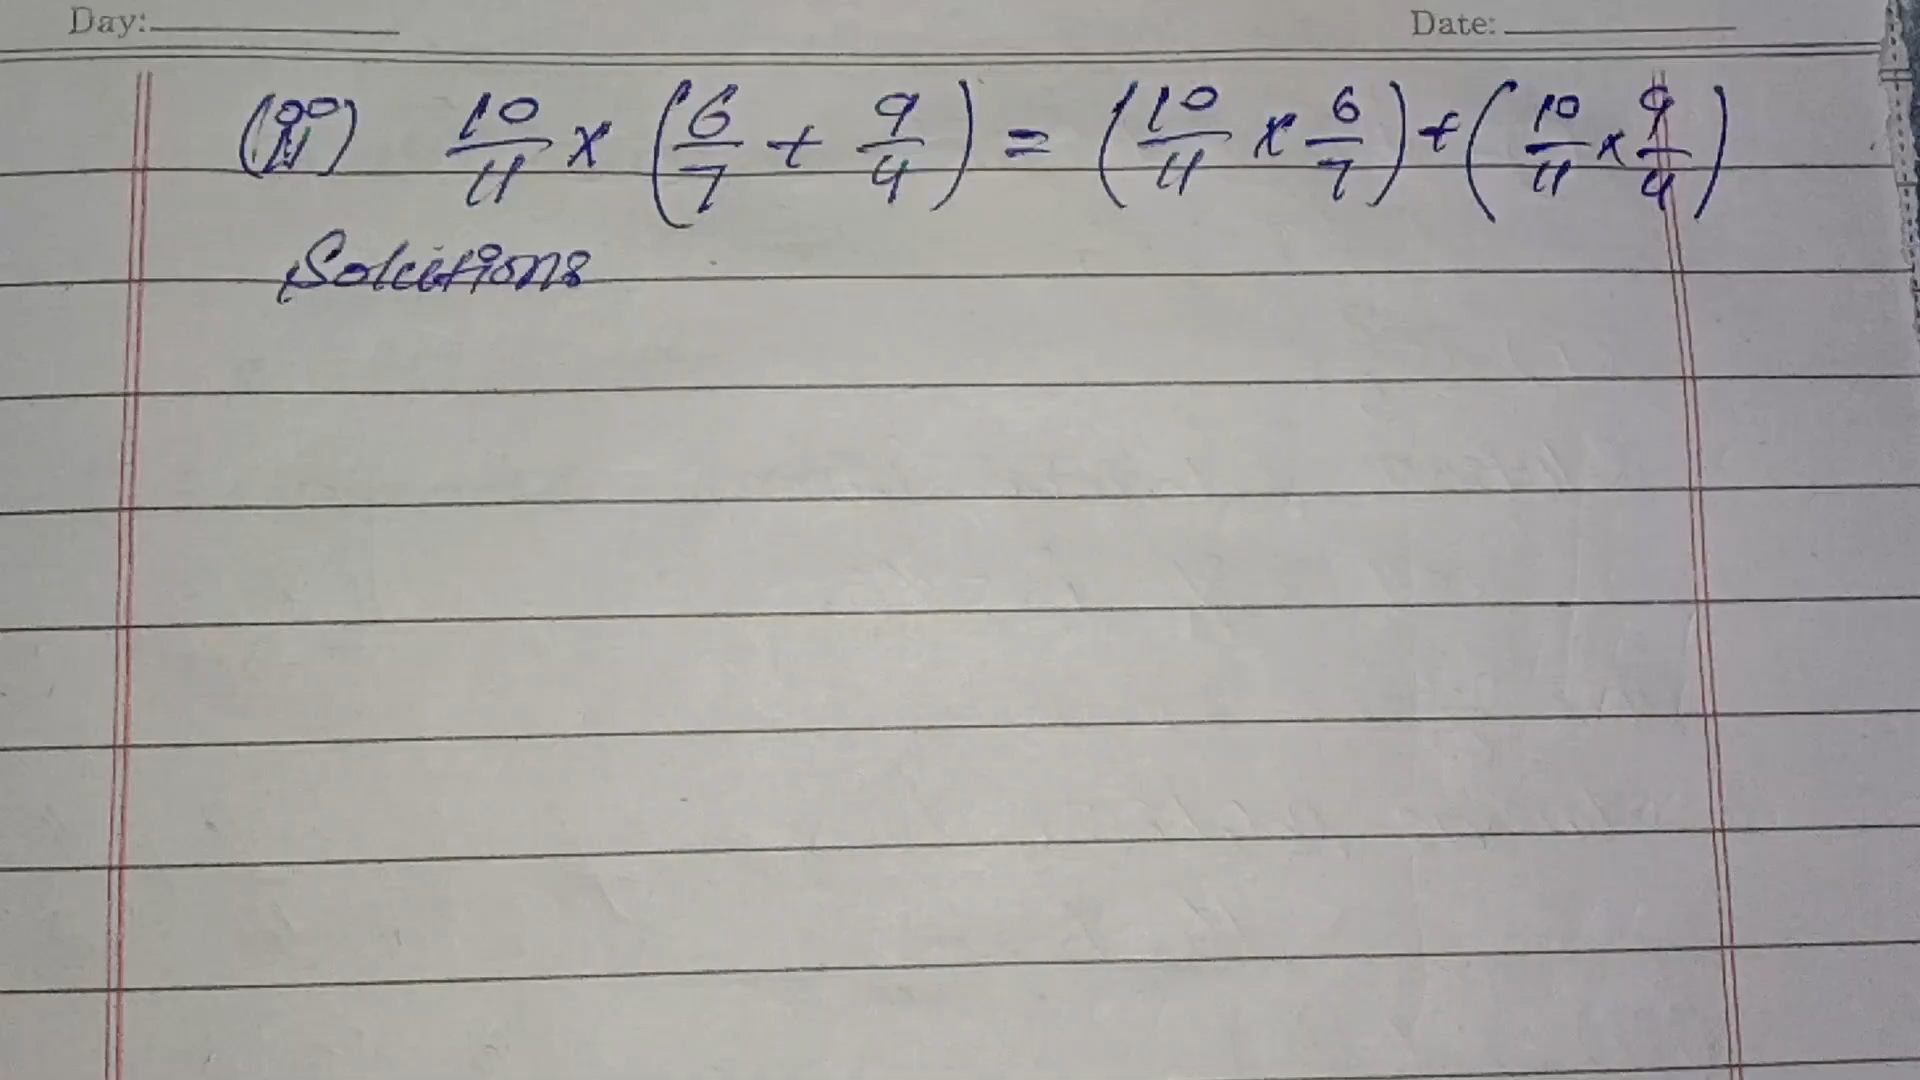 Day: Date:
(ii) 10/11 × (6/7 + 9/4) = (10/11 × 6/7) + (10/11 × 9/4)
Solutions